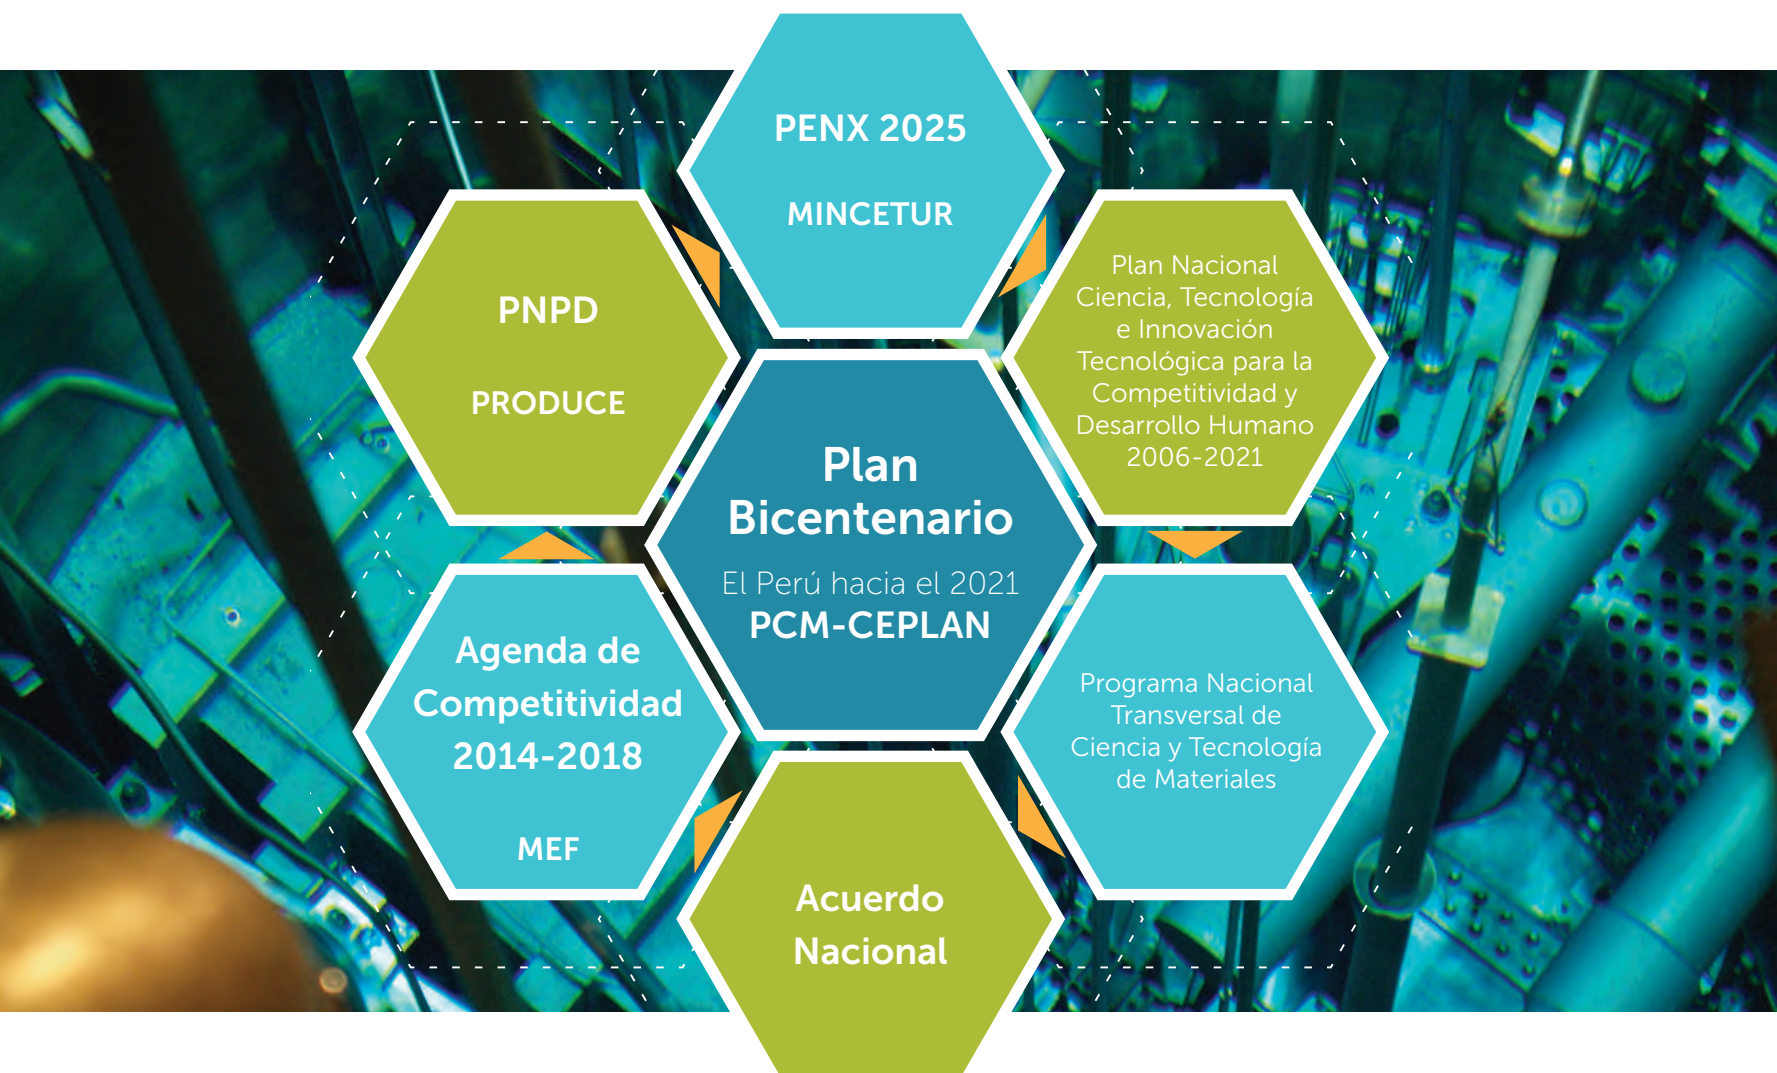 PENX 2025
MINCETUR
PNPD
PRODUCE
Plan Nacional
Ciencia, Tecnología
e Innovación
Tecnológica para la
Competitividad y
Desarrollo Humano
2006-2021
Plan
Bicentenario
El Perú hacia el 2021
PCM-CEPLAN
Agenda de
Competitividad
2014-2018
MEF
Programa Nacional
Transversal de
Ciencia y Tecnología
de Materiales
Acuerdo
Nacional